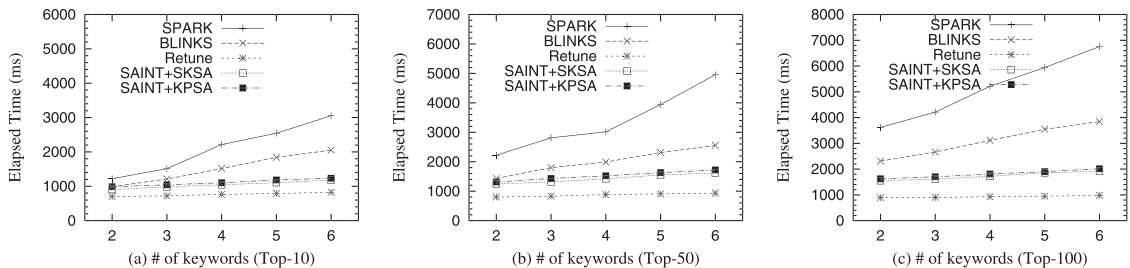 Elapsed Time (ms)
6000
5000
4000
3000
2000
1000
0
SPARK
BLINKS
Retune
SAINT+SKSA
SAINT+KPSA
2 3 4 5 6
(a) # of keywords (Top-10)
Elapsed Time (ms)
7000
6000
5000
4000
3000
2000
1000
0
SPARK
BLINKS
Retune
SAINT+SKSA
SAINT+KPSA
2 3 4 5 6
(b) # of keywords (Top-50)
Elapsed Time (ms)
8000
7000
6000
5000
4000
3000
2000
1000
0
SPARK
BLINKS
Retune
SAINT+SKSA
SAINT+KPSA
2 3 4 5 6
(c) # of keywords (Top-100)